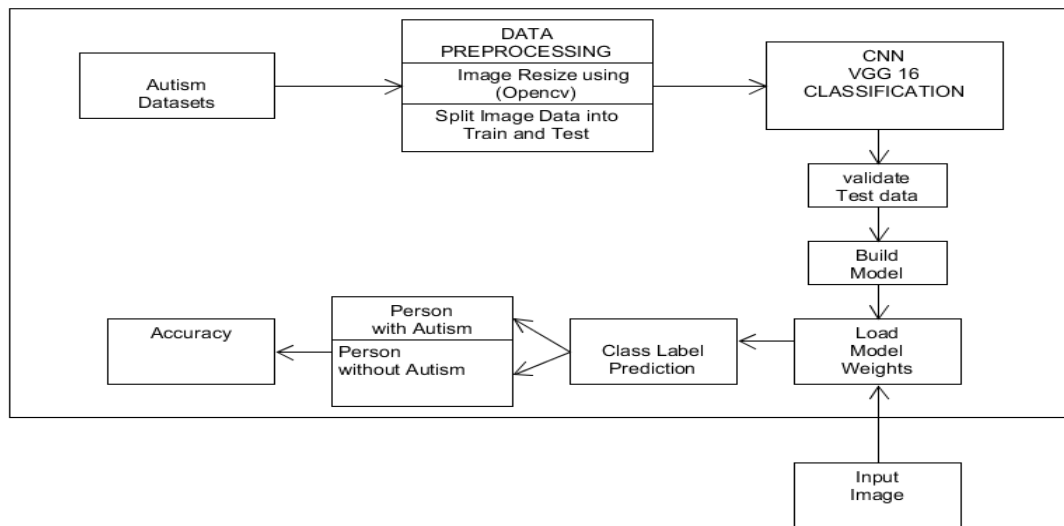 Autism
Datasets
DATA
PREPROCESSING
Image Resize using
(Opencv)
Split Image Data into
Train and Test
CNN
VGG 16
CLASSIFICATION
validate
Test data
Build
Model
Load
Model
Weights
Class Label
Prediction
Person
with Autism
Person
without Autism
Accuracy
Input
Image